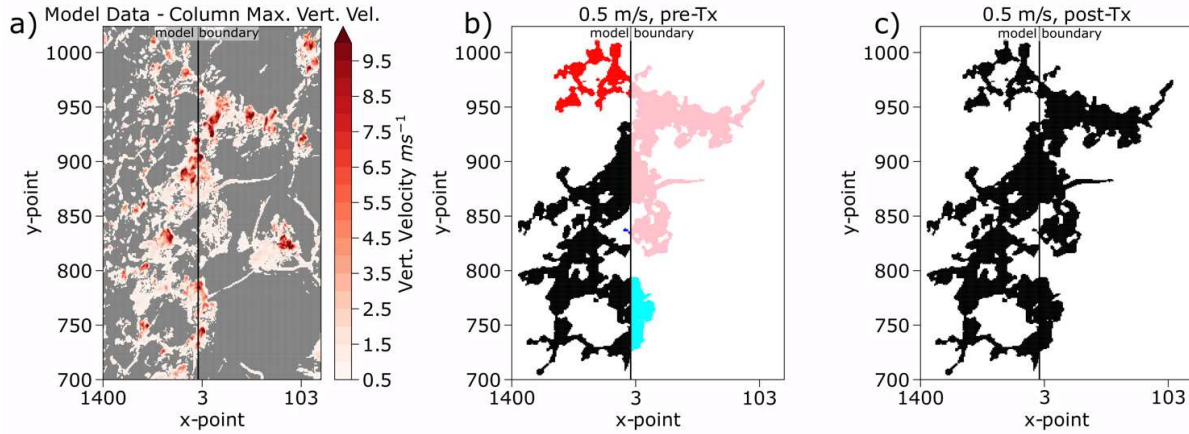 a)
Model Data - Column Max. Vert. Vel.
model boundary
1000
950
900
850
800
750
700
y-point
1400
3
103
x-point
9.5
8.5
7.5
6.5
5.5
4.5
3.5
2.5
1.5
0.5
Vert. Velocity ms⁻¹
b)
0.5 m/s, pre-Tx
model boundary
1000
950
900
850
800
750
700
y-point
1400
3
103
x-point
c)
0.5 m/s, post-Tx
model boundary
1000
950
900
850
800
750
700
y-point
1400
3
103
x-point